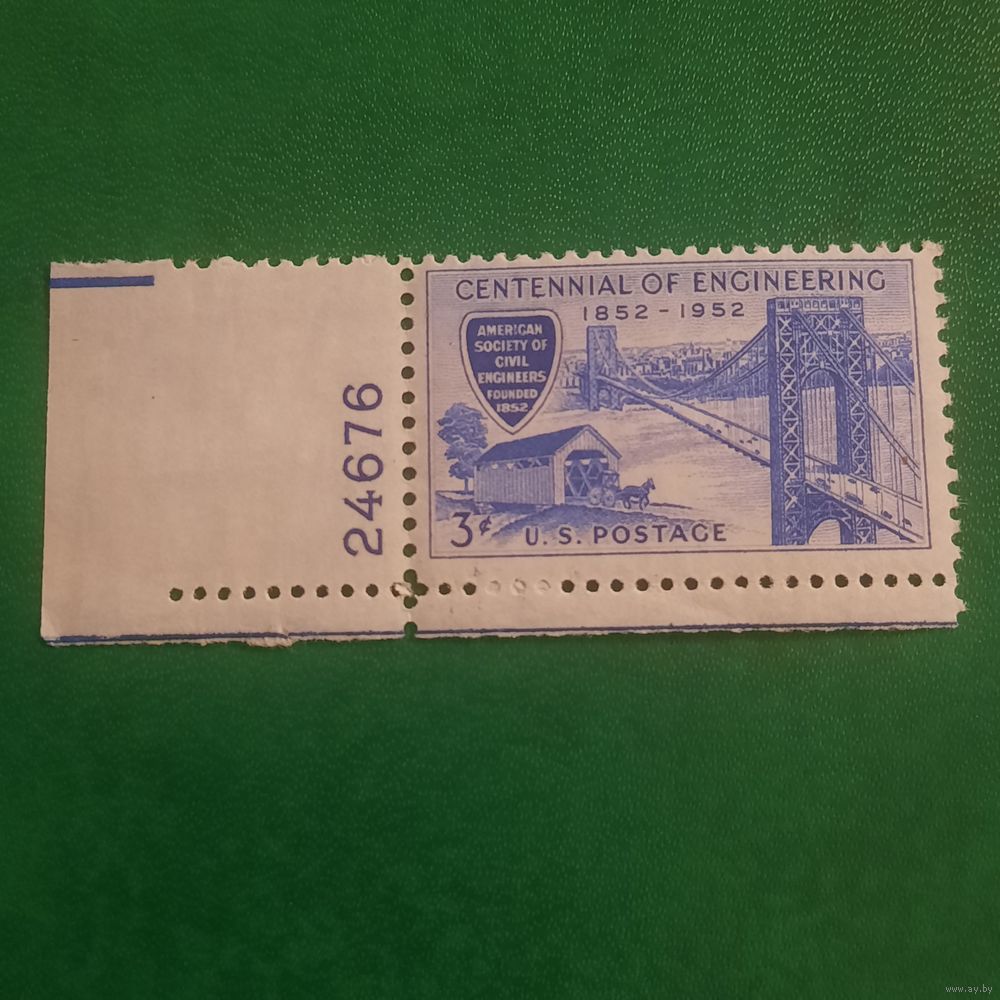 CENTENNIAL OF ENGINEERING
1852 - 1952
AMERICAN
SOCIETY OF
CIVIL
ENGINEERS
FOUNDED
1852
3¢ U. S. POSTAGE
24676
www.ay.by